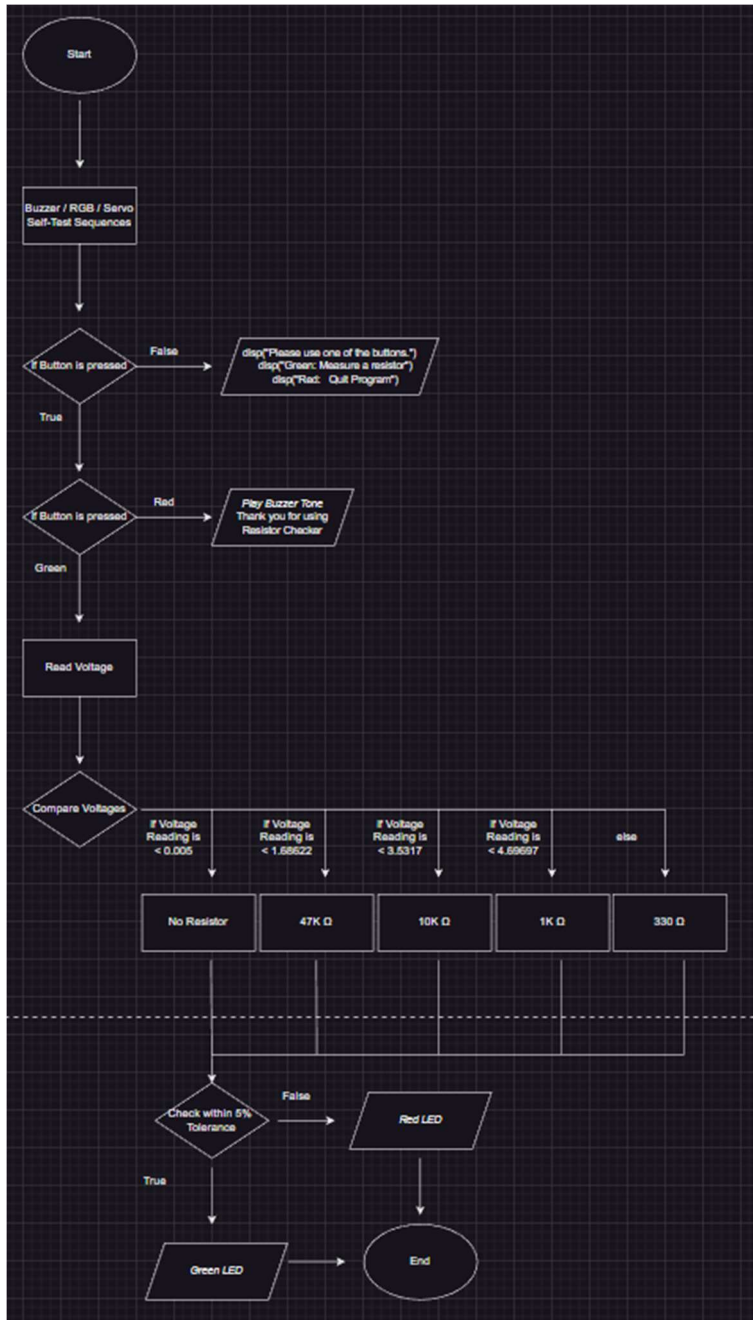 Start
Buzzer / RGB / Servo
Self-Test Sequences
If Button is pressed
False
disp("Please use one of the buttons.")
disp("Green: Measure a resistor")
disp("Red: Quit Program")
True
If Button is pressed
Red
Play Buzzer Tone
Thank you for using
Resistor Checker
Green
Read Voltage
Compare Voltages
If Voltage
Reading is
< 0.005
If Voltage
Reading is
< 1.68622
If Voltage
Reading is
< 3.5317
If Voltage
Reading is
< 4.69697
else
No Resistor
47K Ω
10K Ω
1K Ω
330 Ω
Check within 5%
Tolerance
False
Red LED
True
Green LED
End